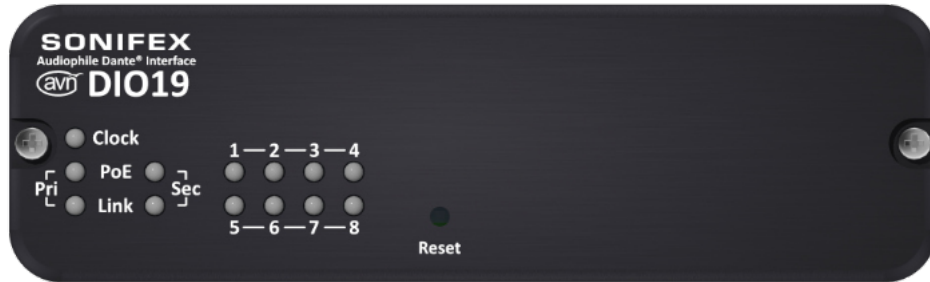 SONIFEX
Audiophile Dante® Interface
avn DIO19
Clock
PoE
Pri
Sec
Link
1 — 2 — 3 — 4
5 — 6 — 7 — 8
Reset